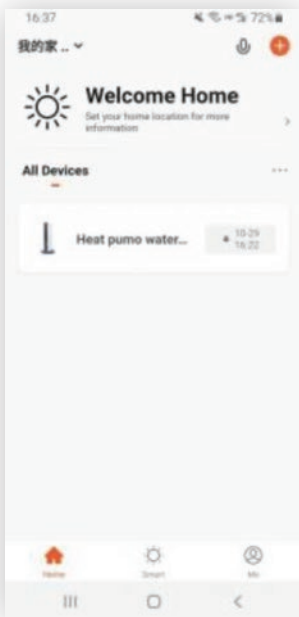 16:37
72%
我的家 ..
Welcome Home
Set your home location for more
information
All Devices
...
Heat pumo water...
10-29
16:22
Home
Smart
Me